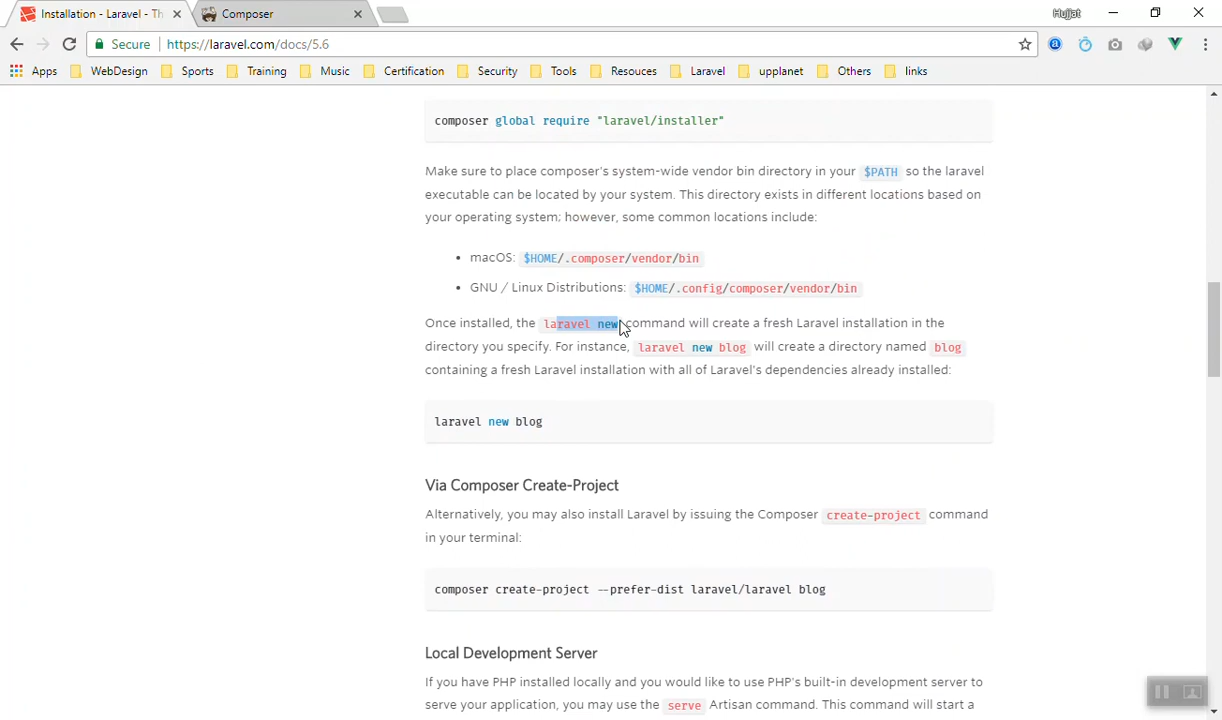 Installation - Laravel - Th
Composer
Hujjat
Secure
https://laravel.com/docs/5.6
Apps
WebDesign
Sports
Training
Music
Certification
Security
Tools
Resouces
Laravel
upplanet
Others
links
composer global require "laravel/installer"
Make sure to place composer's system-wide vendor bin directory in your $PATH so the laravel
executable can be located by your system. This directory exists in different locations based on
your operating system; however, some common locations include:
• macOS: $HOME/.composer/vendor/bin
• GNU / Linux Distributions: $HOME/.config/composer/vendor/bin
Once installed, the laravel new command will create a fresh Laravel installation in the
directory you specify. For instance, laravel new blog will create a directory named blog
containing a fresh Laravel installation with all of Laravel's dependencies already installed:
laravel new blog
Via Composer Create-Project
Alternatively, you may also install Laravel by issuing the Composer create-project command
in your terminal:
composer create-project --prefer-dist laravel/laravel blog
Local Development Server
If you have PHP installed locally and you would like to use PHP's built-in development server to
serve your application, you may use the serve Artisan command. This command will start a